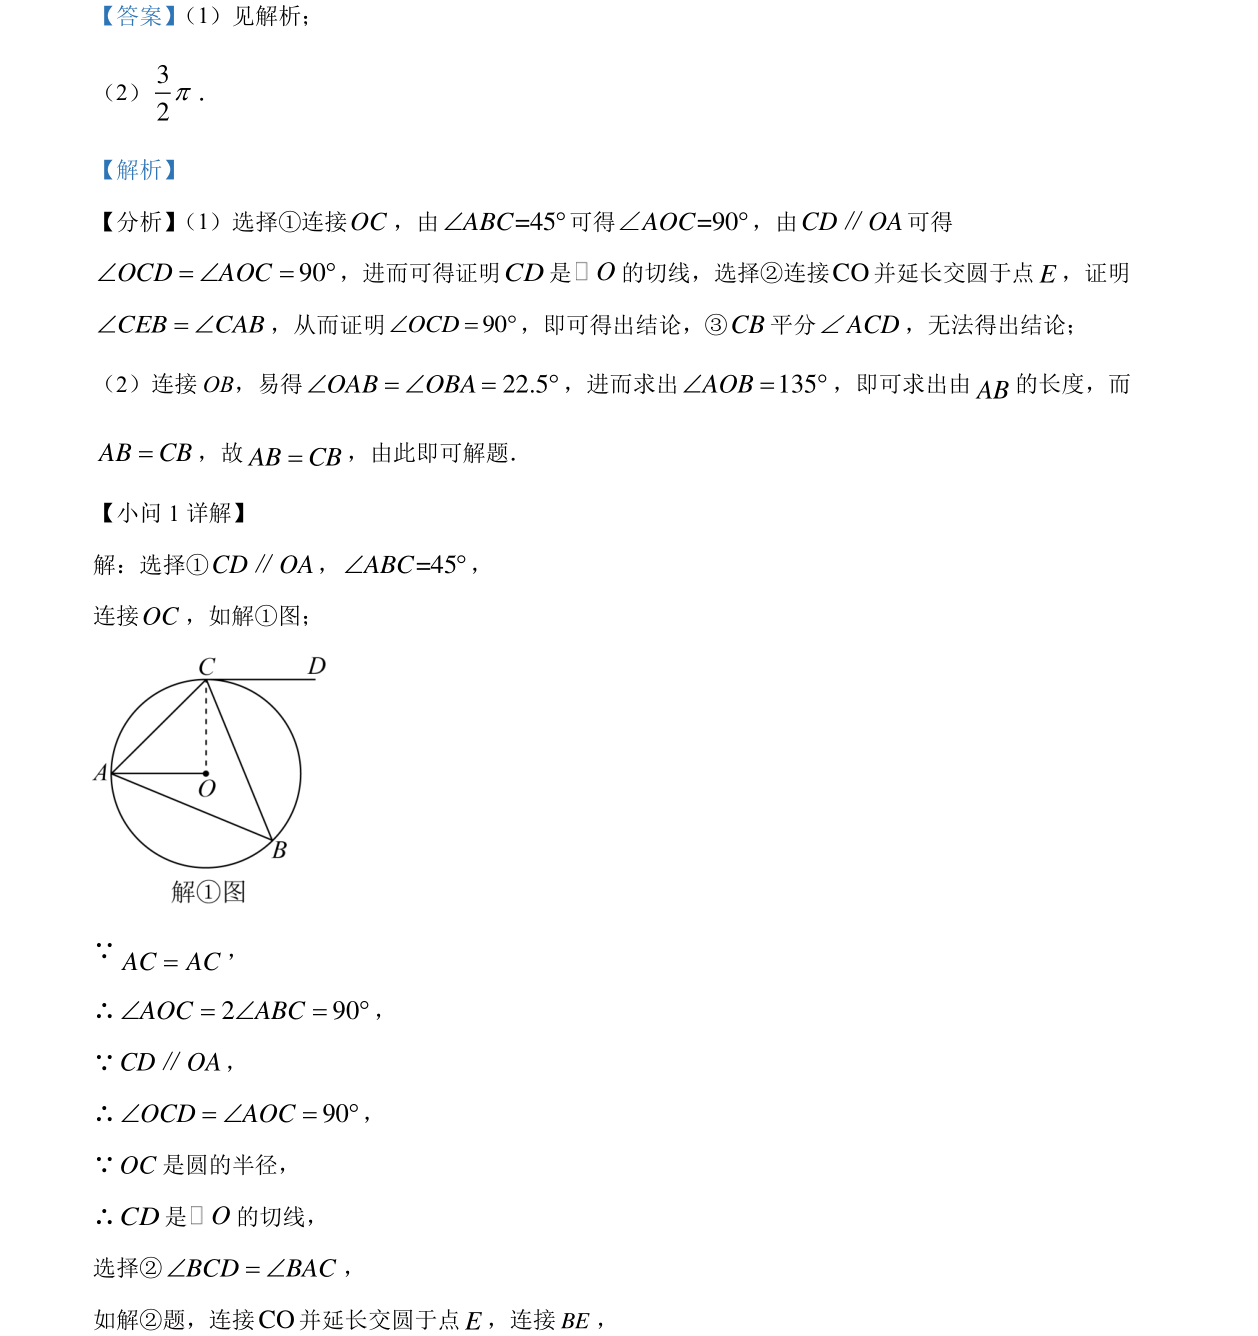 【答案】（1）见解析；
（2）3/2 π．
【解析】
【分析】（1）选择①连接OC，由∠ABC=45°可得∠AOC=90°，由CD∥OA可得
∠OCD=∠AOC=90°，进而可得证明CD是□O的切线，选择②连接CO并延长交圆于点E，证明
∠CEB=∠CAB，从而证明∠OCD=90°，即可得出结论，③CB平分∠ACD，无法得出结论；
（2）连接OB，易得∠OAB=∠OBA=22.5°，进而求出∠AOB=135°，即可求出由AB的长度，而
AB=CB，故AB=CB，由此即可解题．
【小问1详解】
解：选择①CD∥OA，∠ABC=45°，
连接OC，如解①图；
C D
A O
B
解①图
∵AC=AC，
∴∠AOC=2∠ABC=90°，
∵CD∥OA，
∴∠OCD=∠AOC=90°，
∵OC是圆的半径，
∴CD是□O的切线，
选择②∠BCD=∠BAC，
如解②题，连接CO并延长交圆于点E，连接BE，